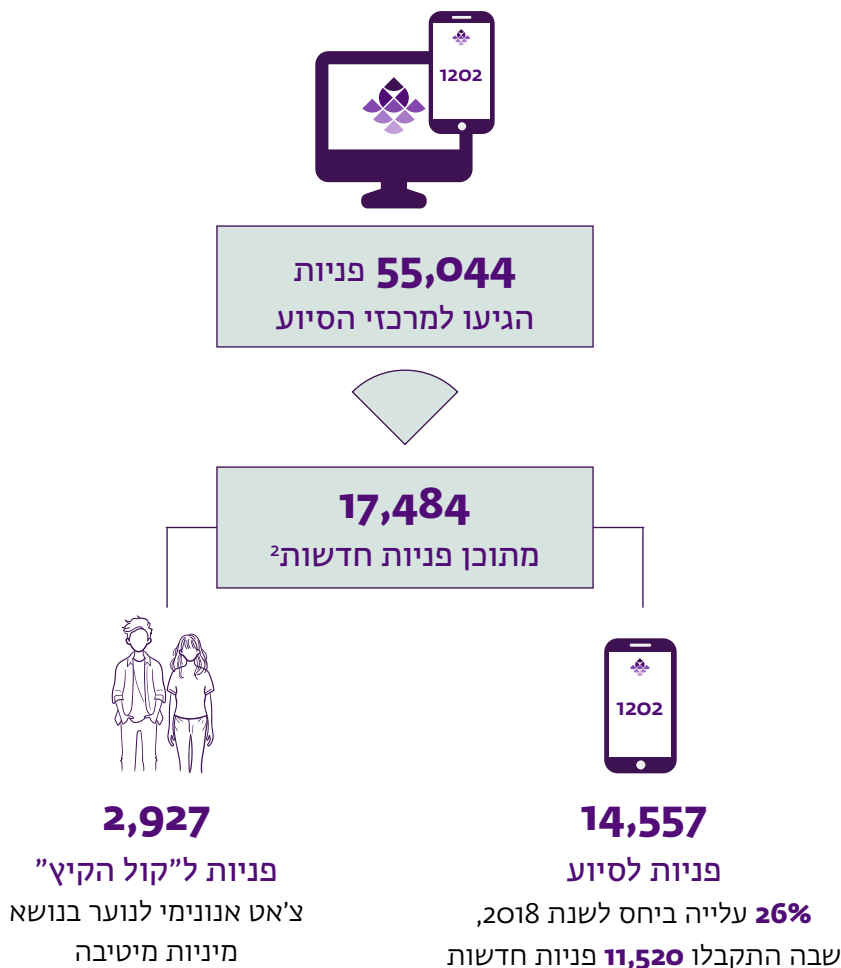 1202
55,044 פניות
הגיעו למרכזי הסיוע
17,484
מתוכן פניות חדשות²
1202
14,557
פניות לסיוע
26% עלייה ביחס לשנת 2018,
שבה התקבלו 11,520 פניות חדשות
2,927
פניות ל"קול הקיץ"
צ'אט אנונימי לנוער בנושא
מיניות מיטיבה